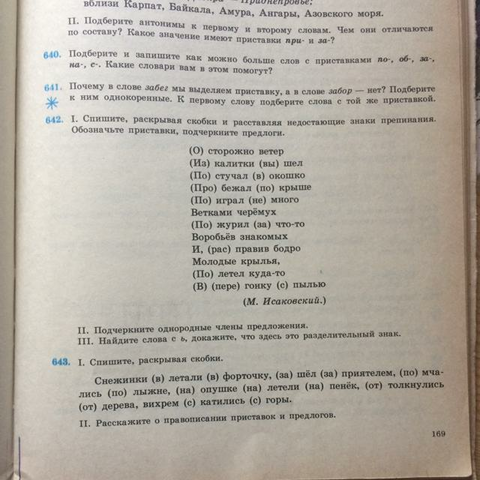 вблизи Карпат, Байкала, Амура, Ангары, Азовского моря.
II. Подберите антонимы к первому и второму словам. Чем они отличаются
по составу? Какое значение имеют приставки при- и за-?
640. Подберите и запишите как можно больше слов с приставками по-, об-, за-,
на-, с-. Какие словари вам в этом помогут?
641. Почему в слове забег мы выделяем приставку, а в слове забор — нет? Подберите
к ним однокоренные. К первому слову подберите слова с той же приставкой.
642. I. Спишите, раскрывая скобки и расставляя недостающие знаки препинания.
Обозначьте приставки, подчеркните предлоги.
(О) сторожно ветер
(Из) калитки (вы) шел
(По) стучал (в) окошко
(Про) бежал (по) крыше
(По) играл (не) много
Ветками черёмух
(По) журил (за) что-то
Воробьёв знакомых
И, (рас) правив бодро
Молодые крылья,
(По) летел куда-то
(В) (пере) гонку (с) пылью
(М. Исаковский.)
II. Подчеркните однородные члены предложения.
III. Найдите слова с ь, докажите, что здесь это разделительный знак.
643. I. Спишите, раскрывая скобки.
Снежинки (в) летали (в) форточку, (за) шёл (за) приятелем, (по) мча-
лись (по) лыжне, (на) опушке (на) летели (на) пенёк, (от) толкнулись
(от) дерева, вихрем (с) катились (с) горы.
II. Расскажите о правописании приставок и предлогов.
169